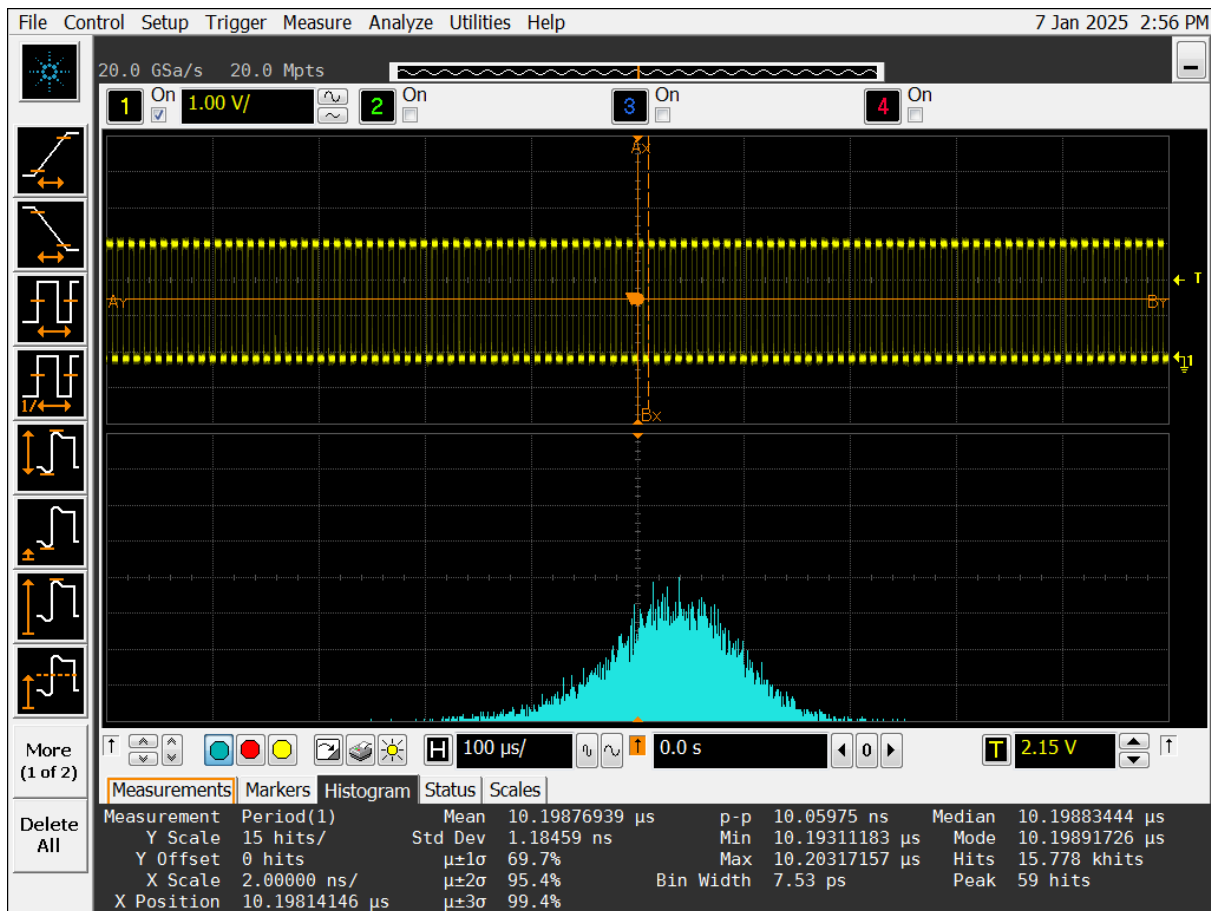 File Control Setup Trigger Measure Analyze Utilities Help 7 Jan 2025 2:56 PM
20.0 GSa/s 20.0 Mpts
1 On 1.00 V/ 2 On 3 On 4 On
Ax
T
AY BY
1
Bx
1/
More
(1 of 2)
Delete
All
H 100 µs/ 0.0 s 0 T 2.15 V
Measurements Markers Histogram Status Scales
Measurement Period(1) Mean 10.19876939 µs p-p 10.05975 ns Median 10.19883444 µs
Y Scale 15 hits/ Std Dev 1.18459 ns Min 10.19311183 µs Mode 10.19891726 µs
Y Offset 0 hits µ±1σ 69.7% Max 10.20317157 µs Hits 15.778 khits
X Scale 2.00000 ns/ µ±2σ 95.4% Bin Width 7.53 ps Peak 59 hits
X Position 10.19814146 µs µ±3σ 99.4%